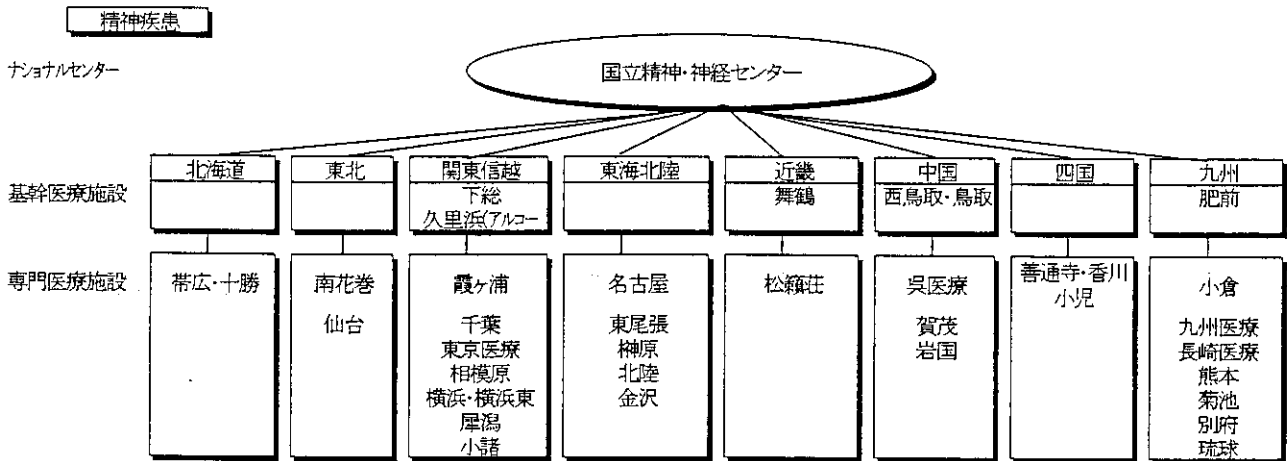 精神疾患
ナショナルセンター
国立精神・神経センター
北海道
東北
関東信越
東海北陸
近畿
中国
四国
九州
基幹医療施設
下総
久里浜(アルコー
舞鶴
西鳥取・鳥取
肥前
専門医療施設
帯広・十勝
南花巻
仙台
霞ヶ浦
千葉
東京医療
相模原
横浜・横浜東
犀潟
小諸
名古屋
東尾張
榊原
北陸
金沢
松籟荘
呉医療
賀茂
岩国
善通寺・香川
小児
小倉
九州医療
長崎医療
熊本
菊池
別府
琉球